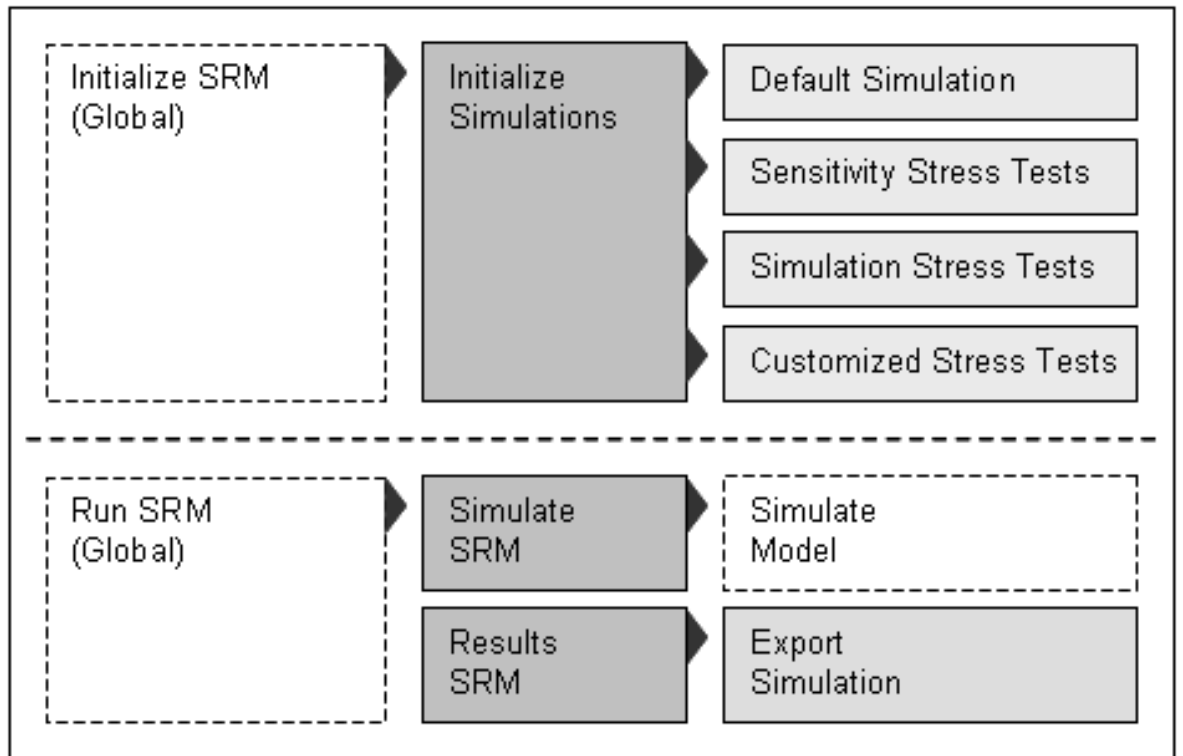 Initialize SRM
(Global)
Initialize
Simulations
Default Simulation
Sensitivity Stress Tests
Simulation Stress Tests
Customized Stress Tests
Run SRM
(Global)
Simulate
SRM
Simulate
Model
Results
SRM
Export
Simulation